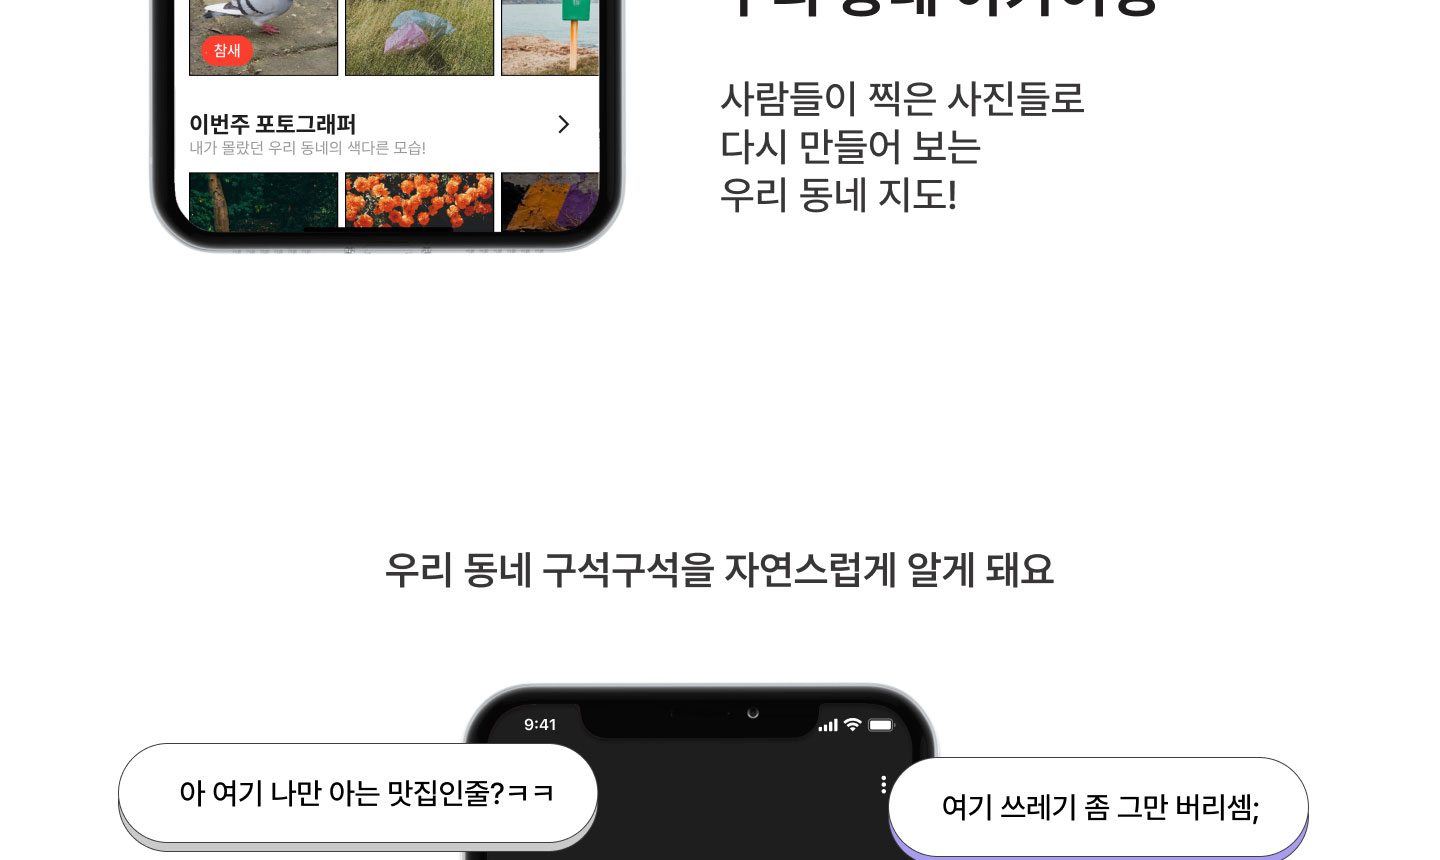 우리 동네
참새
사람들이 찍은 사진들로
다시 만들어 보는
우리 동네 지도!
이번주 포토그래퍼
내가 몰랐던 우리 동네의 색다른 모습!
우리 동네 구석구석을 자연스럽게 알게 돼요
9:41
아 여기 나만 아는 맛집인줄?ㅋㅋ
여기 쓰레기 좀 그만 버리셈;